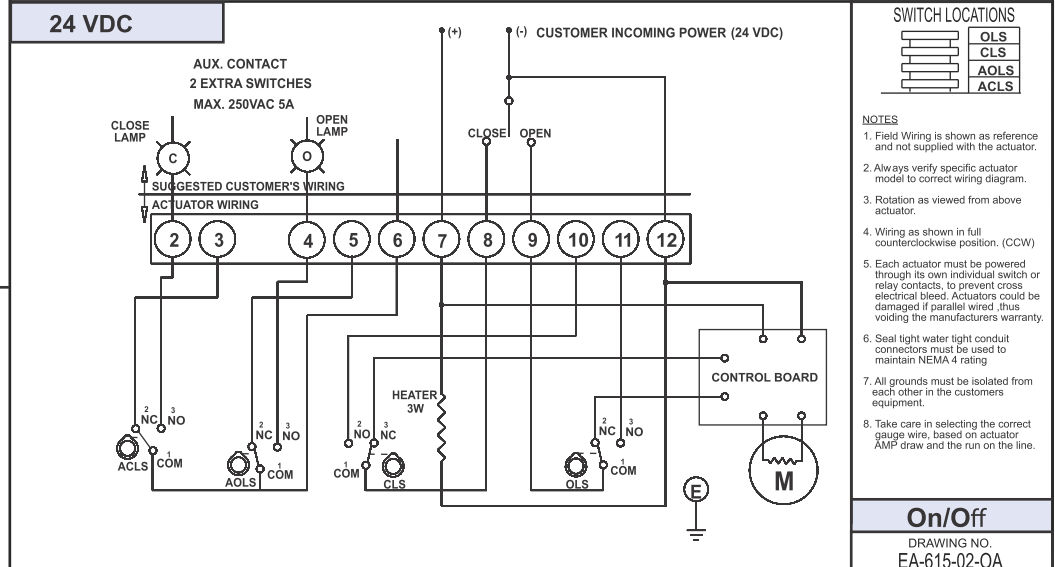 24 VDC
(+)
(-) CUSTOMER INCOMING POWER (24 VDC)
AUX. CONTACT
2 EXTRA SWITCHES
MAX. 250VAC 5A
CLOSE
LAMP
OPEN
LAMP
CLOSE OPEN
C
O
SUGGESTED CUSTOMER'S WIRING
ACTUATOR WIRING
2 3 4 5 6 7 8 9 10 11 12
CONTROL BOARD
HEATER
3W
2 3
NC NO
1
COM
ACLS
2 3
NC NO
1
COM
AOLS
2 3
NO NC
1
COM
CLS
2 3
NC NO
1
COM
OLS
M
E
SWITCH LOCATIONS
OLS
CLS
AOLS
ACLS
NOTES
1. Field Wiring is shown as reference
and not supplied with the actuator.
2. Always verify specific actuator
model to correct wiring diagram.
3. Rotation as viewed from above
actuator.
4. Wiring as shown in full
counterclockwise position. (CCW)
5. Each actuator must be powered
through its own individual switch or
relay contacts, to prevent cross
electrical bleed. Actuators could be
damaged if parallel wired ,thus
voiding the manufacturers warranty.
6. Seal tight water tight conduit
connectors must be used to
maintain NEMA 4 rating
7. All grounds must be isolated from
each other in the customers
equipment.
8. Take care in selecting the correct
gauge wire, based on actuator
AMP draw and the run on the line.
On/Off
DRAWING NO.
EA-615-02-OA